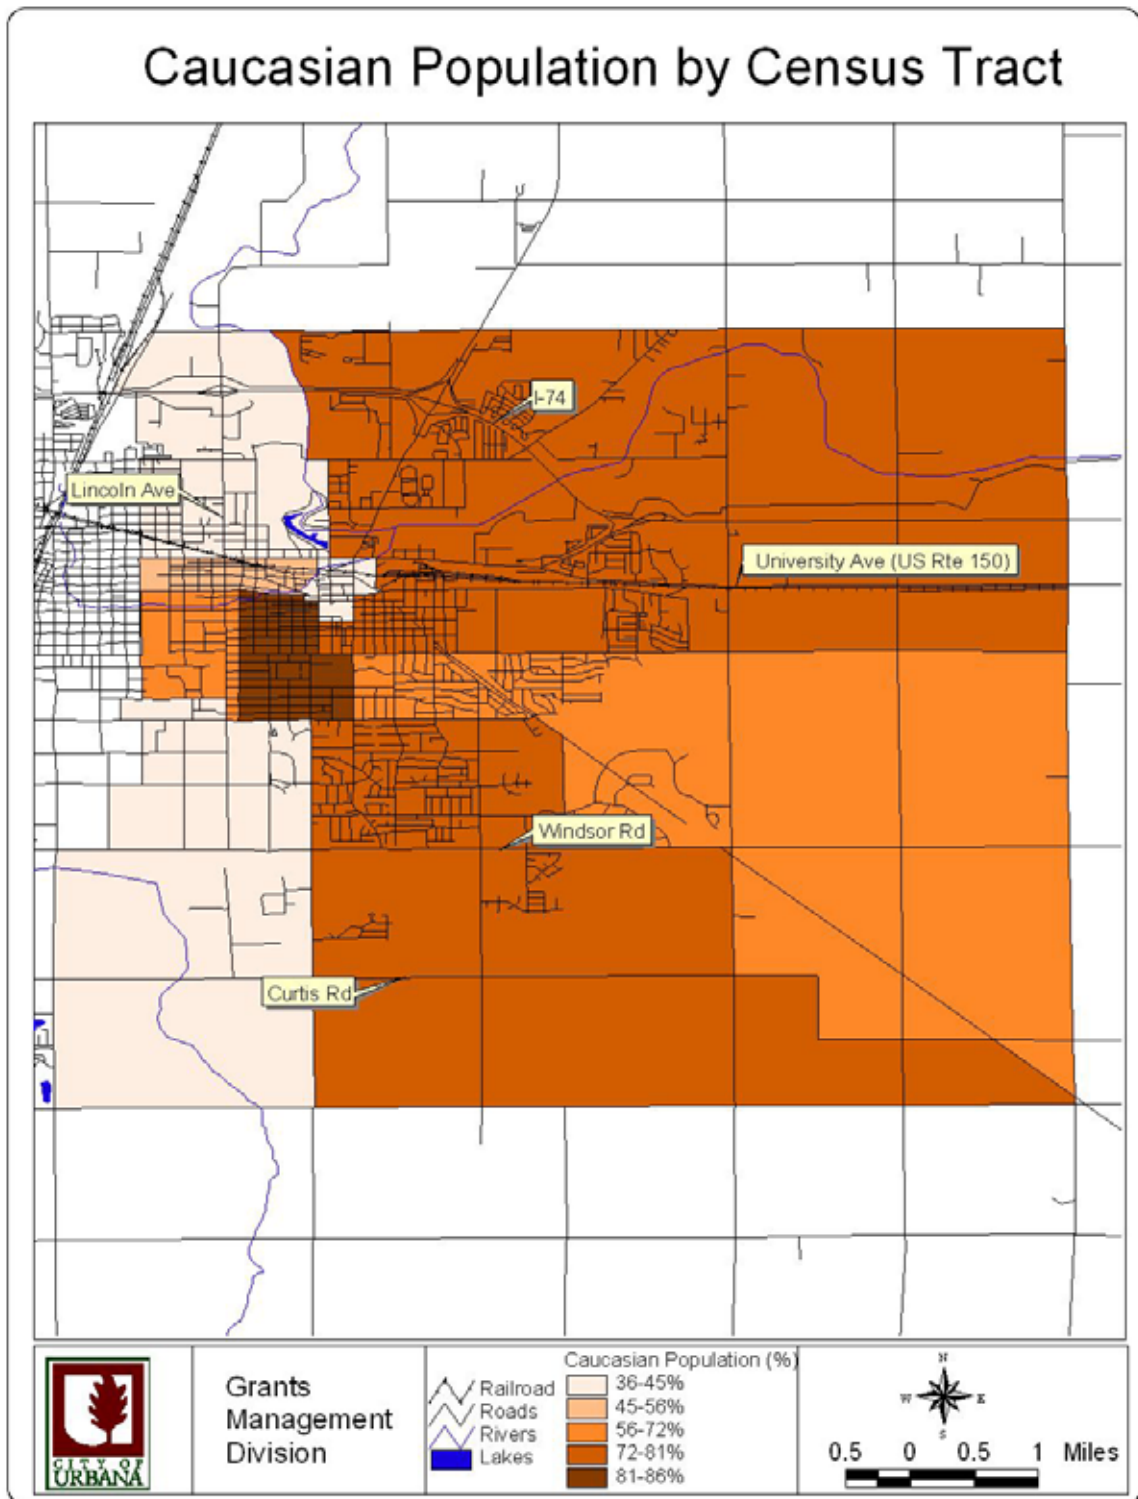 Caucasian Population by Census Tract
I-74
Lincoln Ave
University Ave (US Rte 150)
Windsor Rd
Curtis Rd
CITY OF
URBANA
Grants
Management
Division
Railroad
Roads
Rivers
Lakes
Caucasian Population (%)
36-45%
45-56%
56-72%
72-81%
81-86%
N
W E
S
0.5 0 0.5 1 Miles